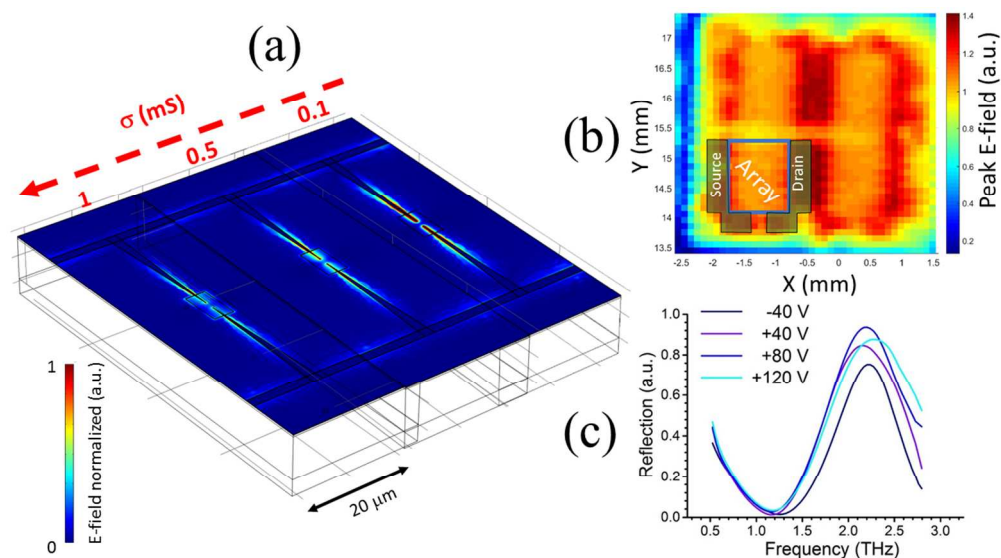 (a)
σ (mS)
0.1
0.5
1
1
E-field normalized (a.u.)
0
20 μm
(b)
Y (mm)
17
16.5
16
15.5
15
14.5
14
13.5
Source
Array
Drain
-2.5 -2 -1.5 -1 -0.5 0 0.5 1 1.5
X (mm)
1.4
1.2
1
0.8
0.6
0.4
0.2
Peak E-field (a.u.)
(c)
-40 V
+40 V
+80 V
+120 V
Reflection (a.u.)
1.0
0.8
0.6
0.4
0.2
0.0
0.5 1.0 1.5 2.0 2.5 3.0
Frequency (THz)